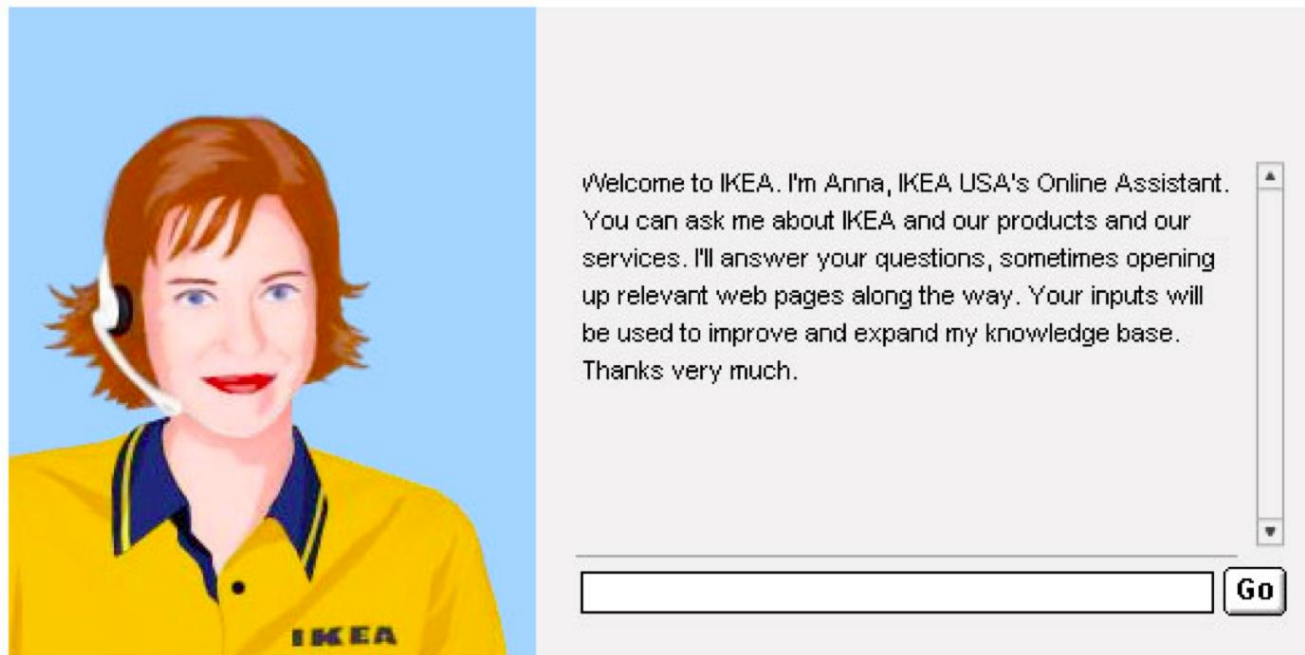 Welcome to IKEA. I'm Anna, IKEA USA's Online Assistant.
You can ask me about IKEA and our products and our
services. I'll answer your questions, sometimes opening
up relevant web pages along the way. Your inputs will
be used to improve and expand my knowledge base.
Thanks very much.
Go
IKEA